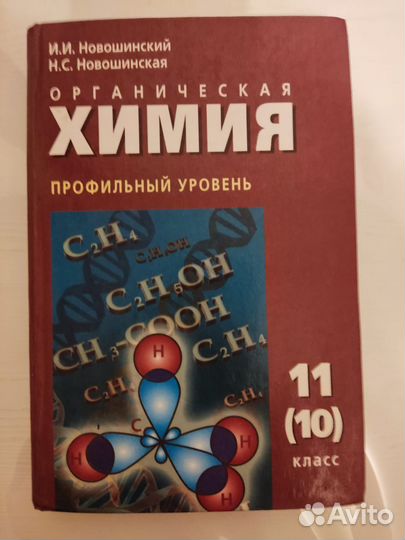 И.И. Новошинский
Н.С. Новошинская
ОРГАНИЧЕСКАЯ
ХИМИЯ
ПРОФИЛЬНЫЙ УРОВЕНЬ
C₂H₄
C₂H₅OH
CH₃-COOH
C₂H₄
H
C
H
H
H
11
(10)
класс
Avito